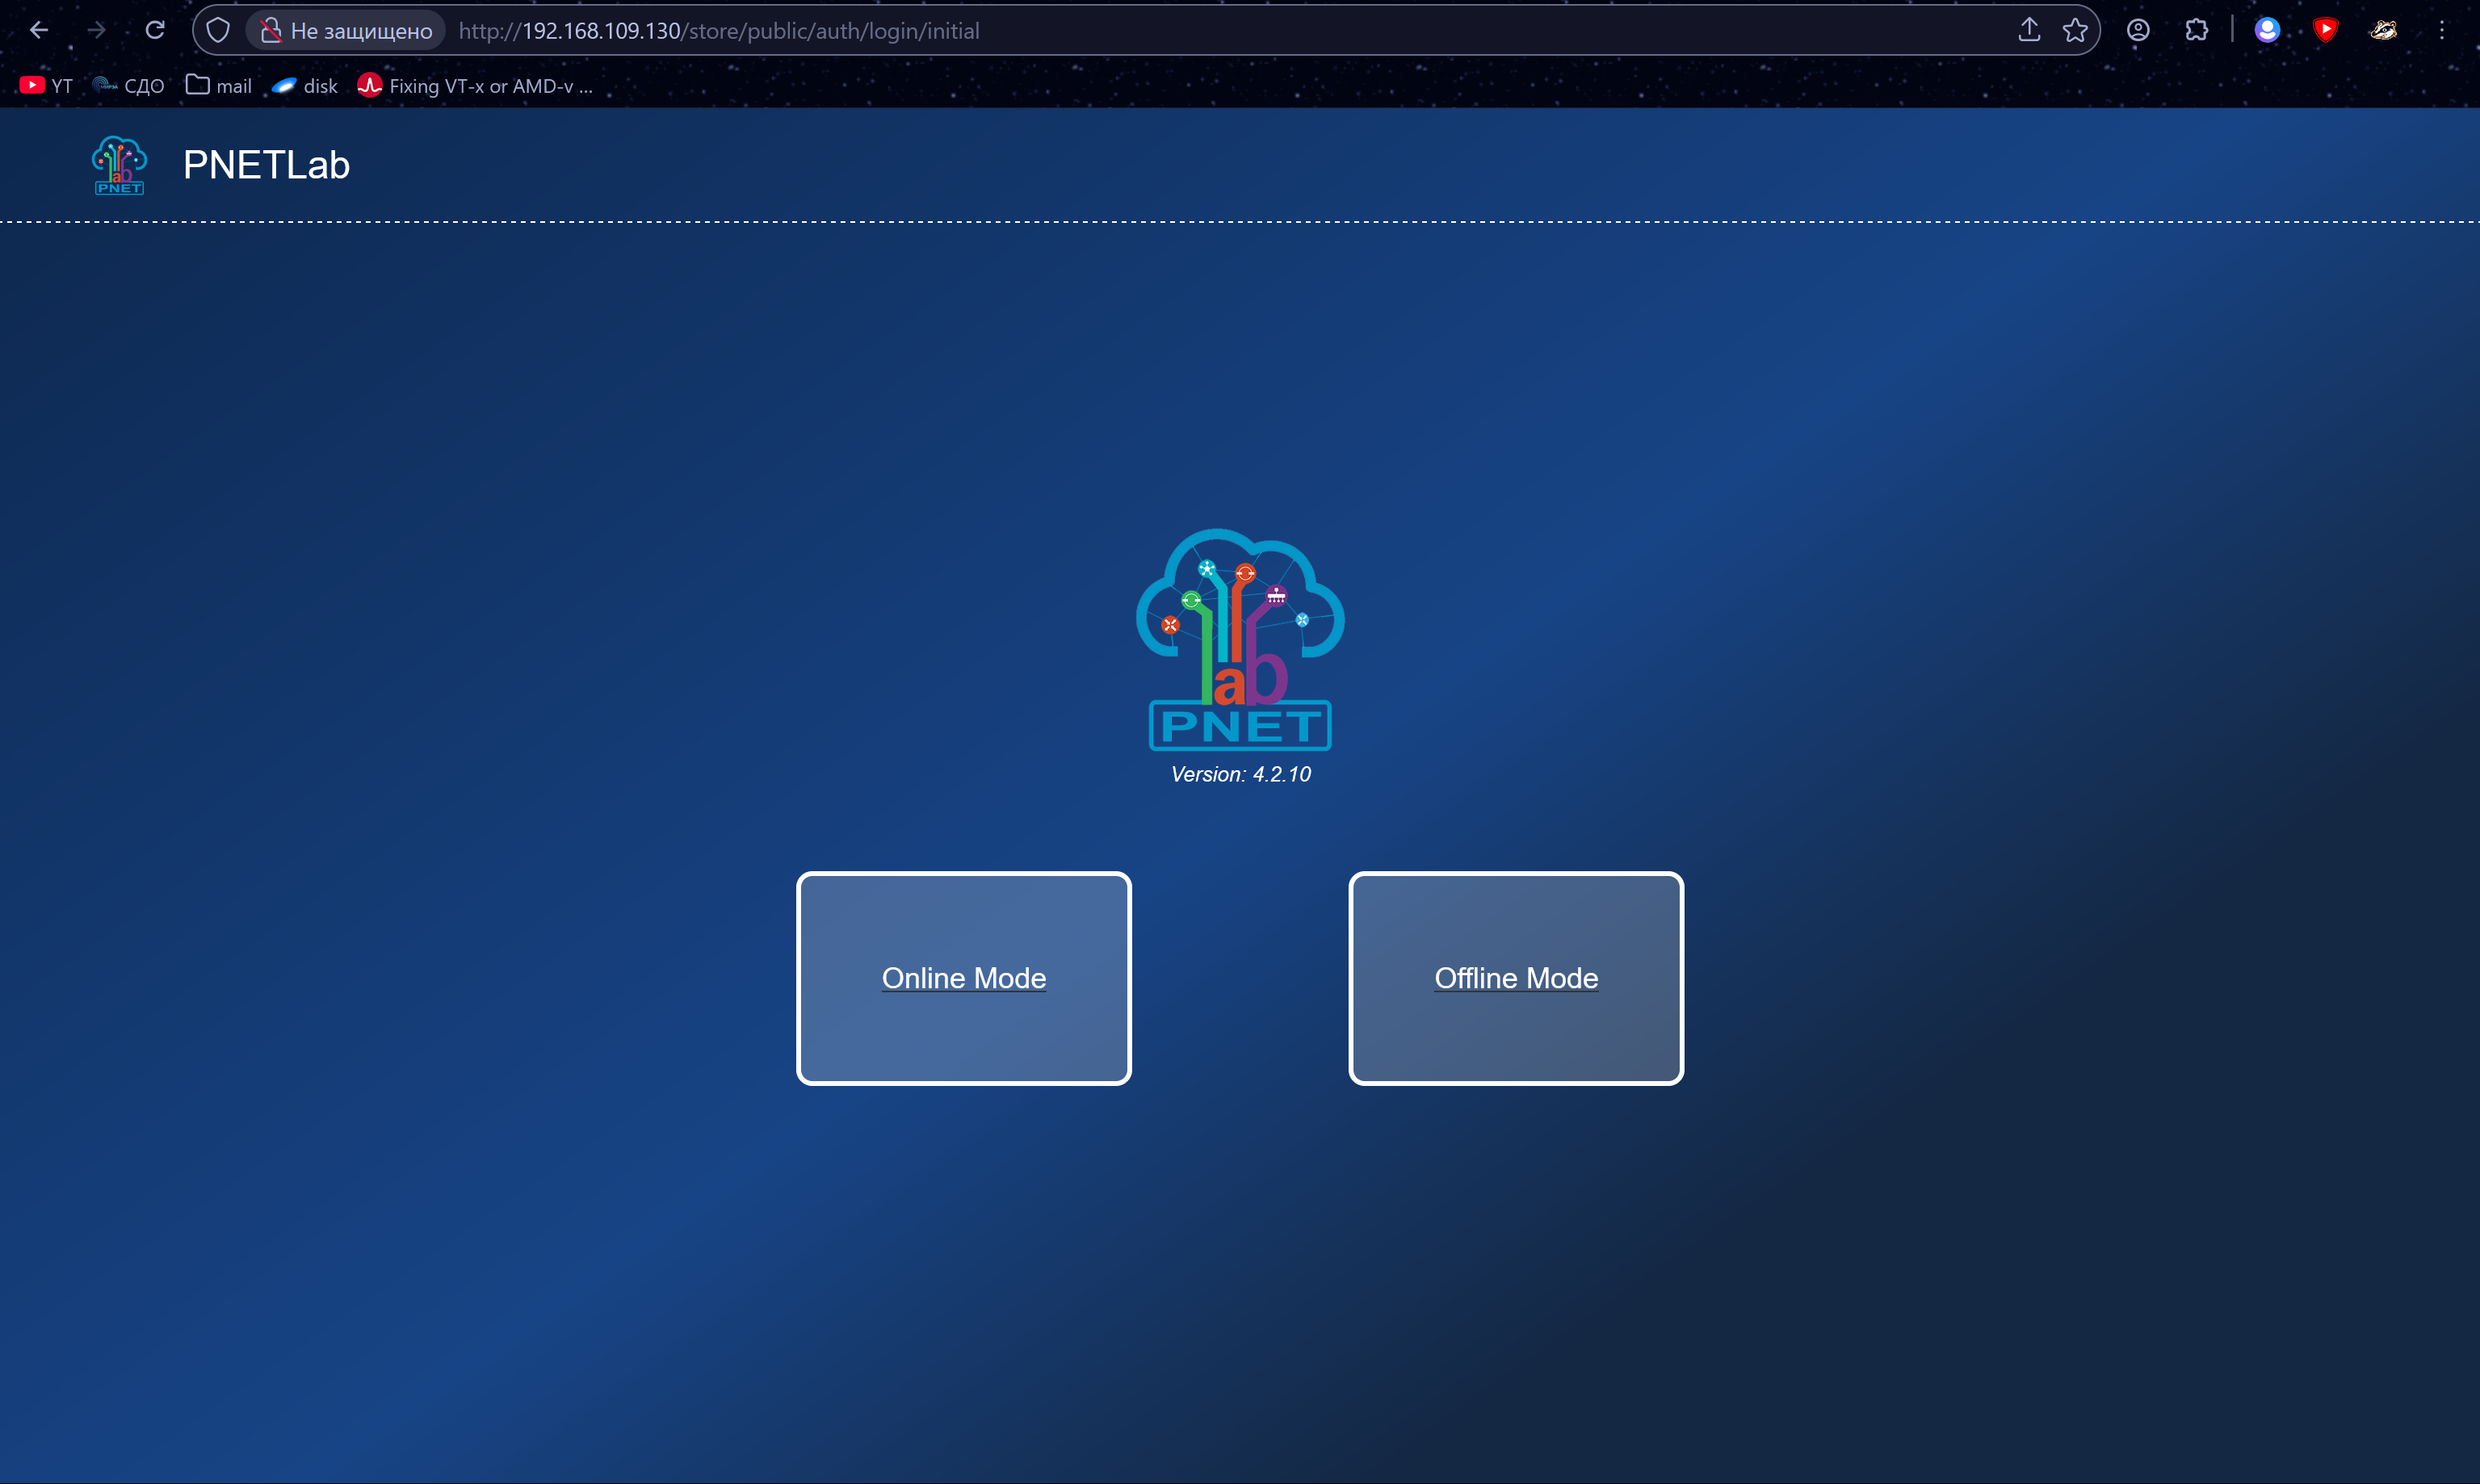 Не защищено http://192.168.109.130/store/public/auth/login/initial
YT СДО mail disk Fixing VT-x or AMD-v ...
lab PNET PNETLab
lab
PNET
Version: 4.2.10
Online Mode Offline Mode